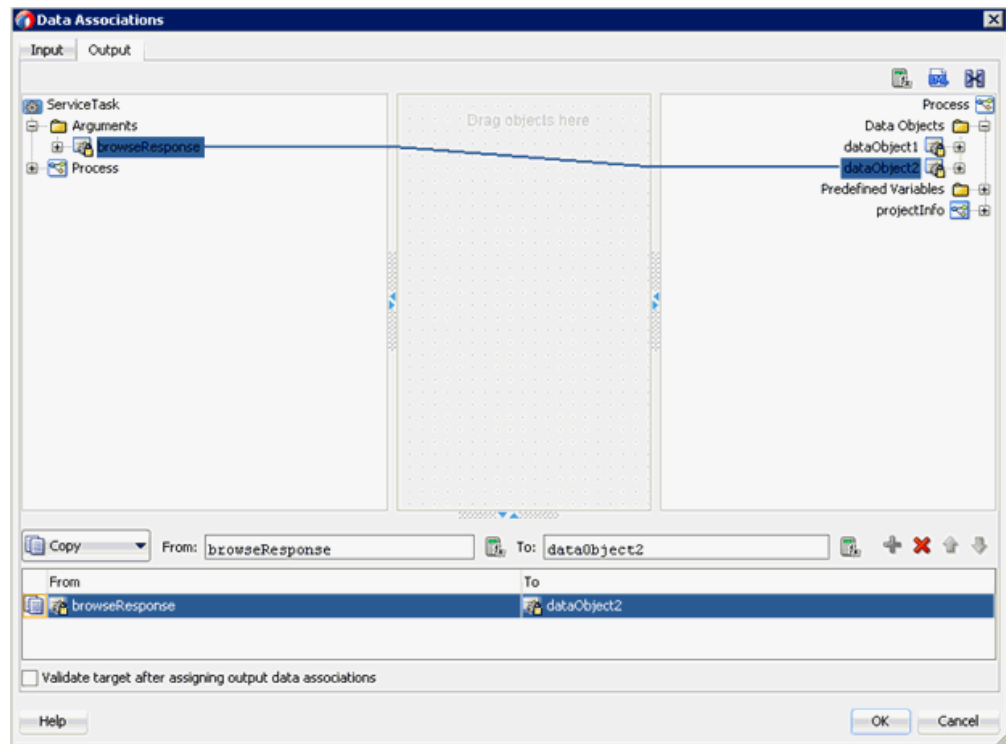 Data Associations
Input Output
ServiceTask
Arguments
browseResponse
Process
Drag objects here
Process
Data Objects
dataObject1
dataObject2
Predefined Variables
projectInfo
Copy From: browseResponse To: dataObject2
From To
browseResponse dataObject2
Validate target after assigning output data associations
Help OK Cancel